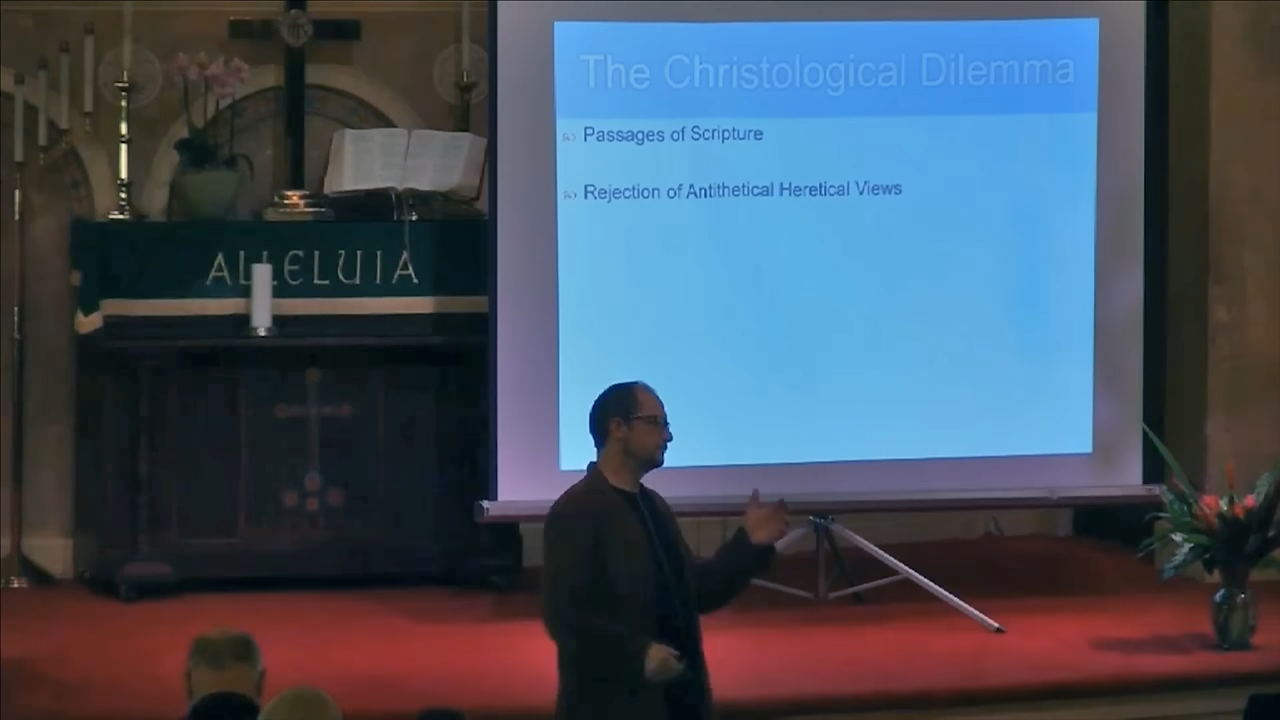 The Christological Dilemma
Passages of Scripture
Rejection of Antithetical Heretical Views
ALLELUIA